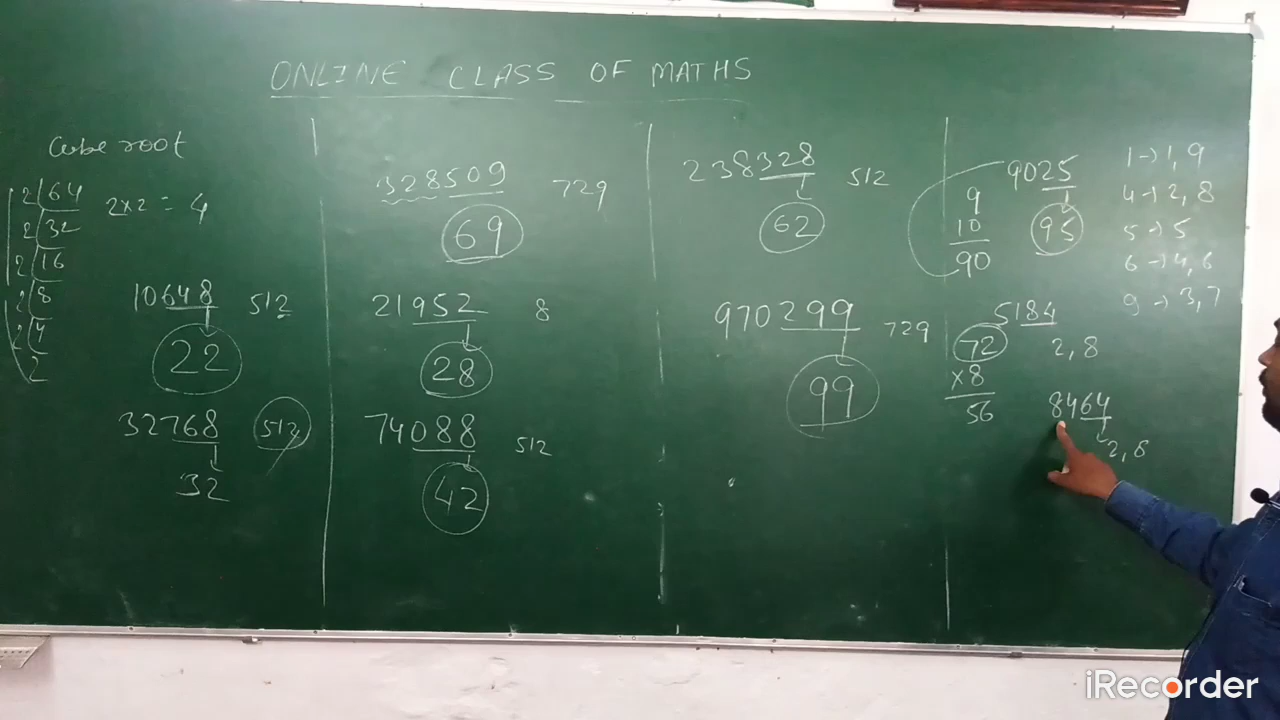 ONLINE CLASS OF MATHS
Cube root
2 | 64
2 | 32
2 | 16
2 | 8
2 | 4
2
2x2 = 4
10648 512
22
32768 512
32
328509 729
69
21952 8
28
74088 512
42
238328 512
62
970299 729
99
9025
95
9
10
90
5184
72 2, 8
x8
56
8464
2, 8
1 → 1, 9
4 → 2, 8
5 → 5
6 → 4, 6
9 → 3, 7
iRecorder